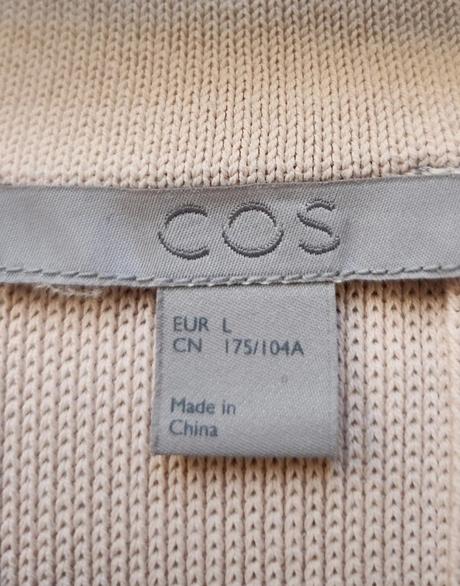 COS
EUR L
CN 175/104A
Made in
China